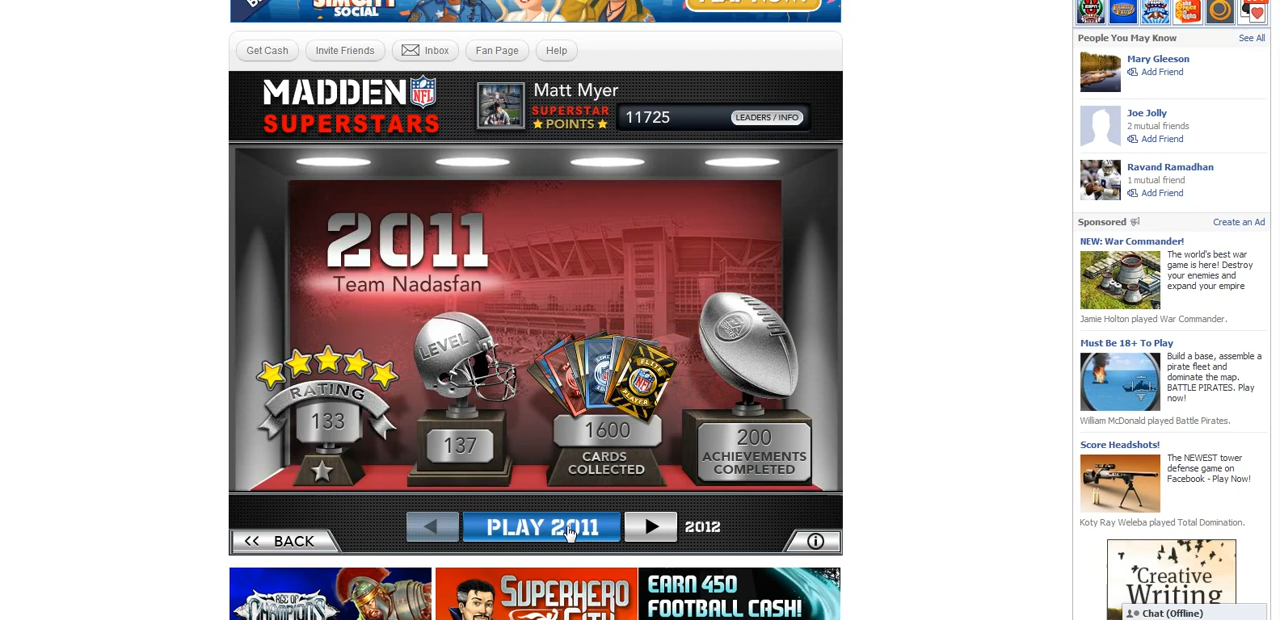 SIMCITY
SOCIAL
PLAY NOW!
Get Cash
Invite Friends
Inbox
Fan Page
Help
MADDEN NFL
SUPERSTARS
Matt Myer
SUPERSTAR
POINTS
11725
LEADERS / INFO
2011
Team Nadasfan
RATING
133
LEVEL
137
ELITE
PLAYER
1600
CARDS
COLLECTED
200
ACHIEVEMENTS
COMPLETED
PLAY 2011
2012
<< BACK
AGE OF
CHAMPIONS
SUPERHERO
CITY
EARN 450
FOOTBALL CASH!
People You May Know
See All
Mary Gleeson
Add Friend
Joe Jolly
2 mutual friends
Add Friend
Ravand Ramadhan
1 mutual friend
Add Friend
Sponsored
Create an Ad
NEW: War Commander!
The world's best war
game is here! Destroy
your enemies and
expand your empire
Jamie Holton played War Commander.
Must Be 18+ To Play
Build a base, assemble a
pirate fleet and
dominate the map.
BATTLE PIRATES. Play
now!
William McDonald played Battle Pirates.
Score Headshots!
The NEWEST tower
defense game on
Facebook - Play Now!
Koty Ray Weleba played Total Domination.
Creative
Writing
Chat (Offline)